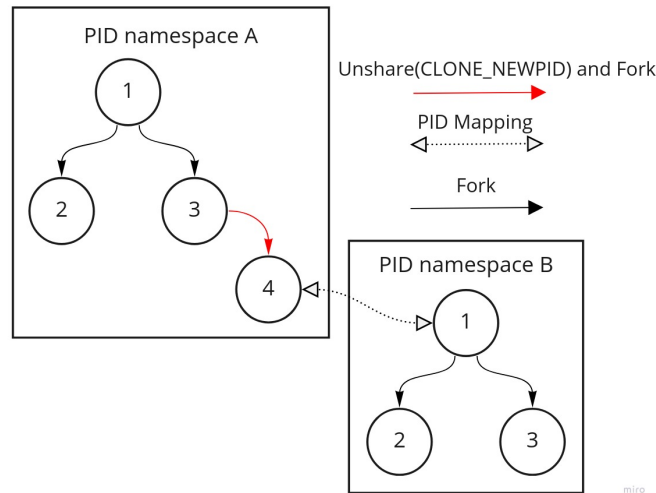 PID namespace A
1
2
3
4
Unshare(CLONE_NEWPID) and Fork
PID Mapping
Fork
PID namespace B
1
2
3
miro